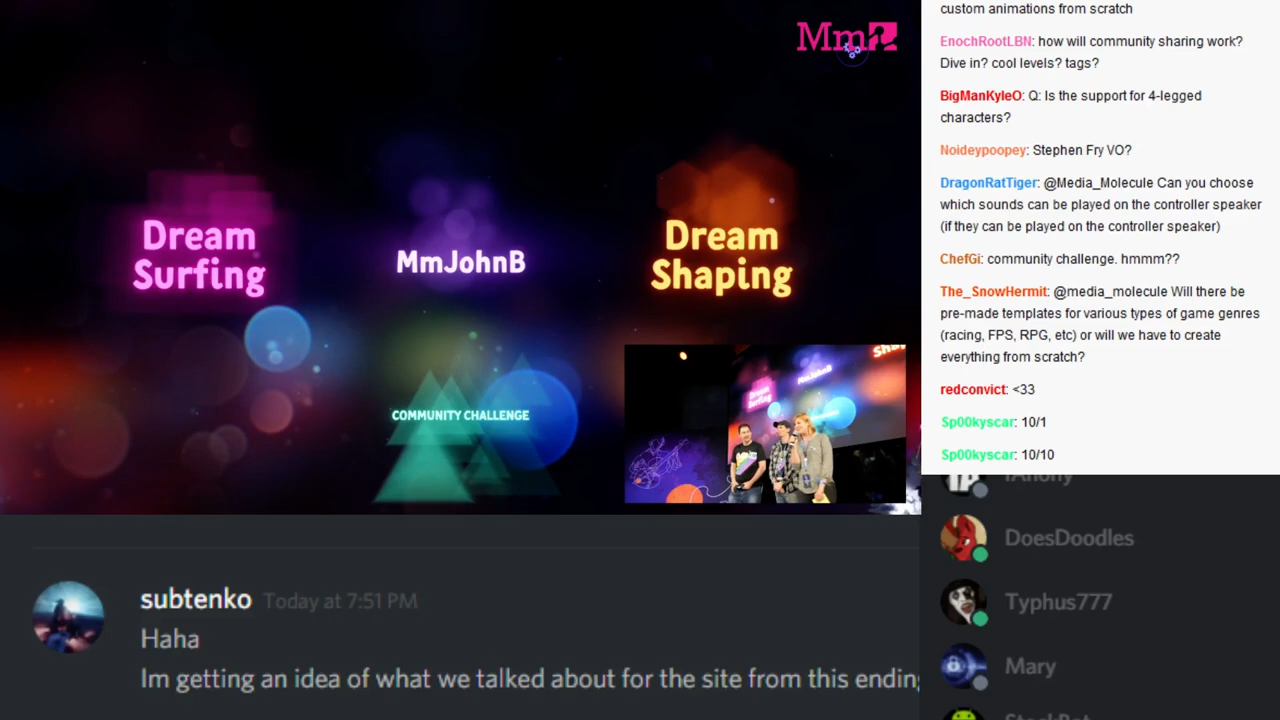 Mm
Dream
Surfing
MmJohnB
Dream
Shaping
COMMUNITY CHALLENGE
Dream
Surfing
MmJohnB
custom animations from scratch
EnochRootLBN: how will community sharing work?
Dive in? cool levels? tags?
BigManKyleO: Q: Is the support for 4-legged
characters?
Noideypoopey: Stephen Fry VO?
DragonRatTiger: @Media_Molecule Can you choose
which sounds can be played on the controller speaker
(if they can be played on the controller speaker)
ChefGi: community challenge. hmmm??
The_SnowHermit: @media_molecule Will there be
pre-made templates for various types of game genres
(racing, FPS, RPG, etc) or will we have to create
everything from scratch?
redconvict: <33
Sp00kyscar: 10/1
Sp00kyscar: 10/10
DoesDoodles
Typhus777
Mary
subtenko Today at 7:51 PM
Haha
Im getting an idea of what we talked about for the site from this ending